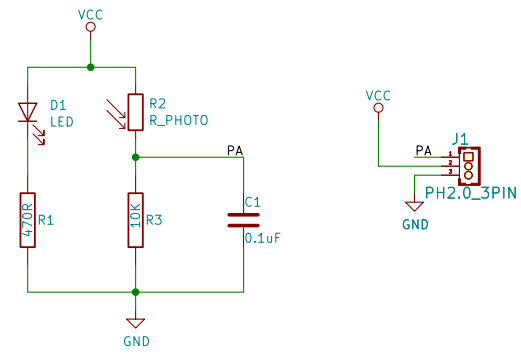 VCC
D1
LED
R2
R_PHOTO
PA
470R
R1
10K
R3
C1
0.1uF
GND
VCC
PA
J1
1
2
3
PH2.0_3PIN
GND